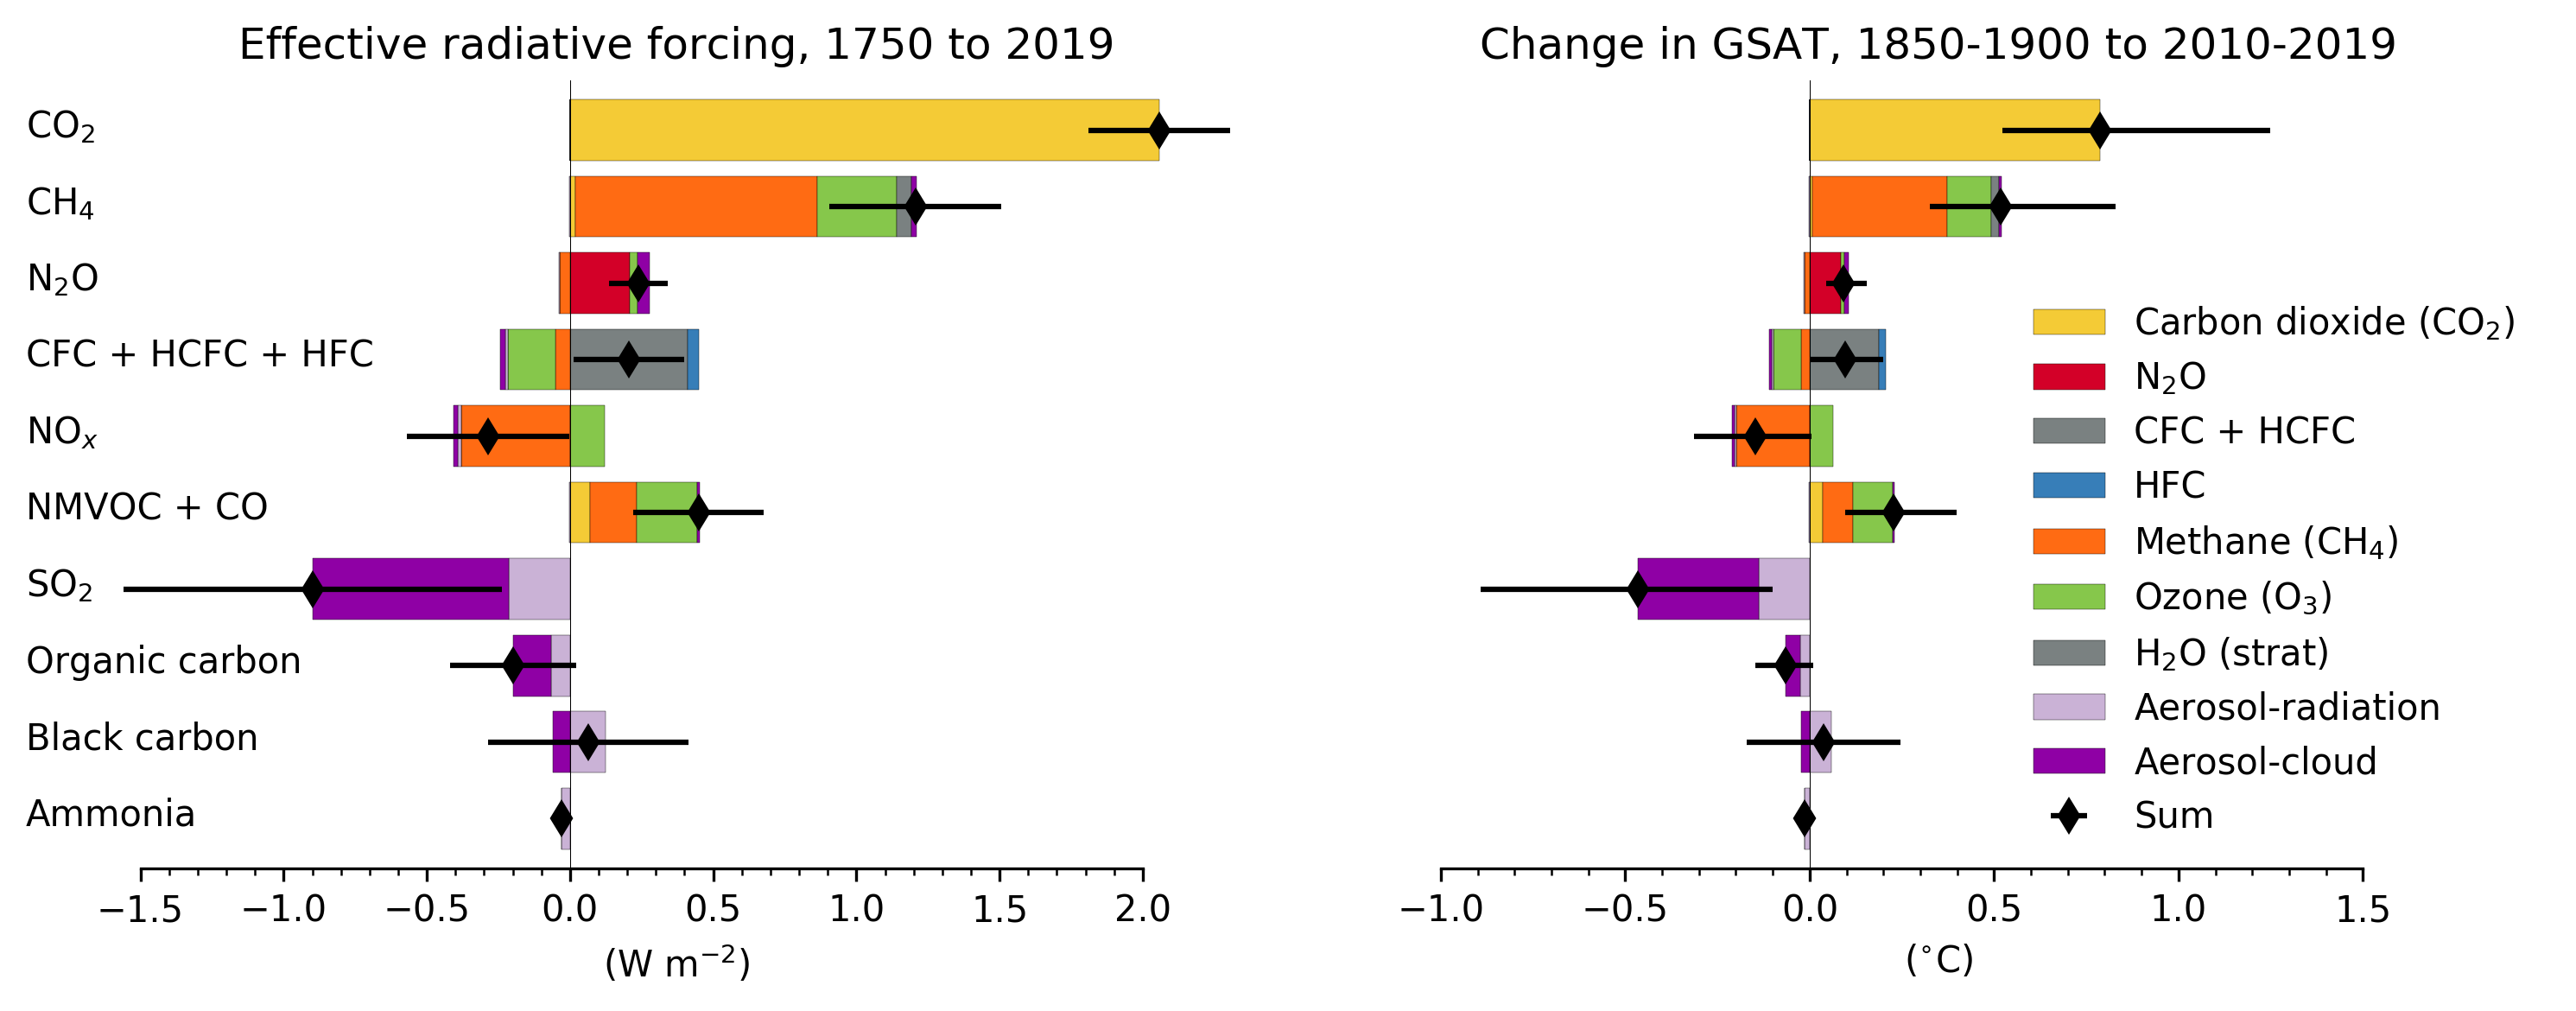 Effective radiative forcing, 1750 to 2019
CO₂
CH₄
N₂O
CFC + HCFC + HFC
NOₓ
NMVOC + CO
SO₂
Organic carbon
Black carbon
Ammonia
−1.5 −1.0 −0.5 0.0 0.5 1.0 1.5 2.0
(W m⁻²)
Change in GSAT, 1850-1900 to 2010-2019
Carbon dioxide (CO₂)
N₂O
CFC + HCFC
HFC
Methane (CH₄)
Ozone (O₃)
H₂O (strat)
Aerosol-radiation
Aerosol-cloud
Sum
−1.0 −0.5 0.0 0.5 1.0 1.5
(°C)